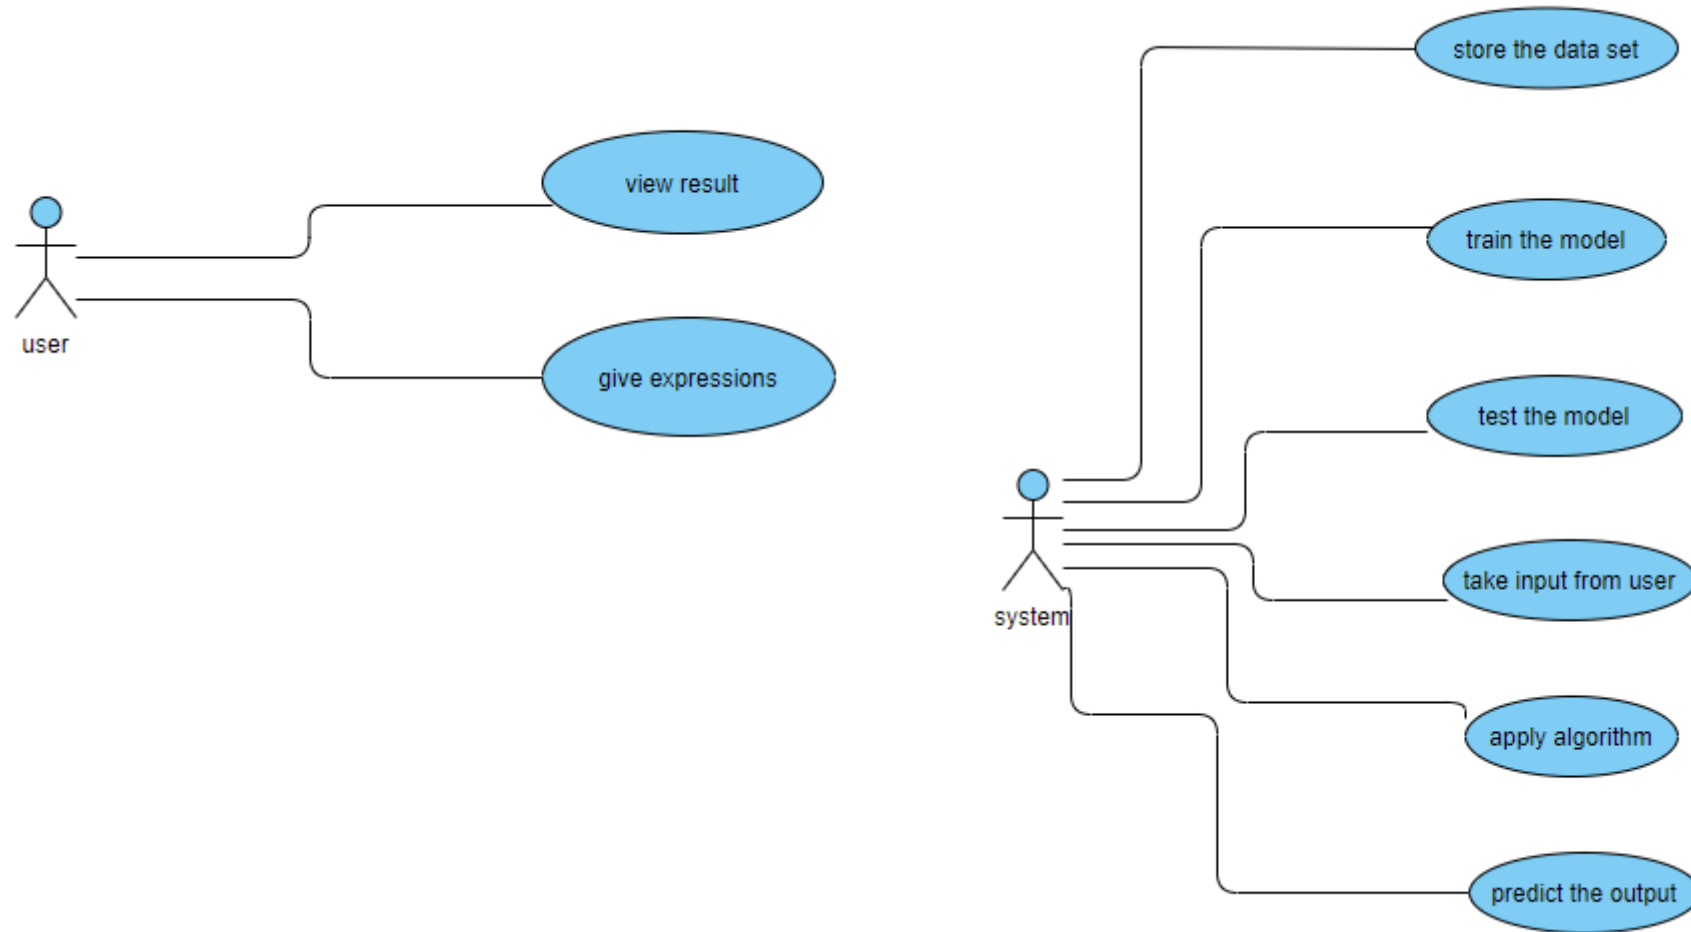 view result
give expressions
user
store the data set
train the model
test the model
take input from user
system
apply algorithm
predict the output